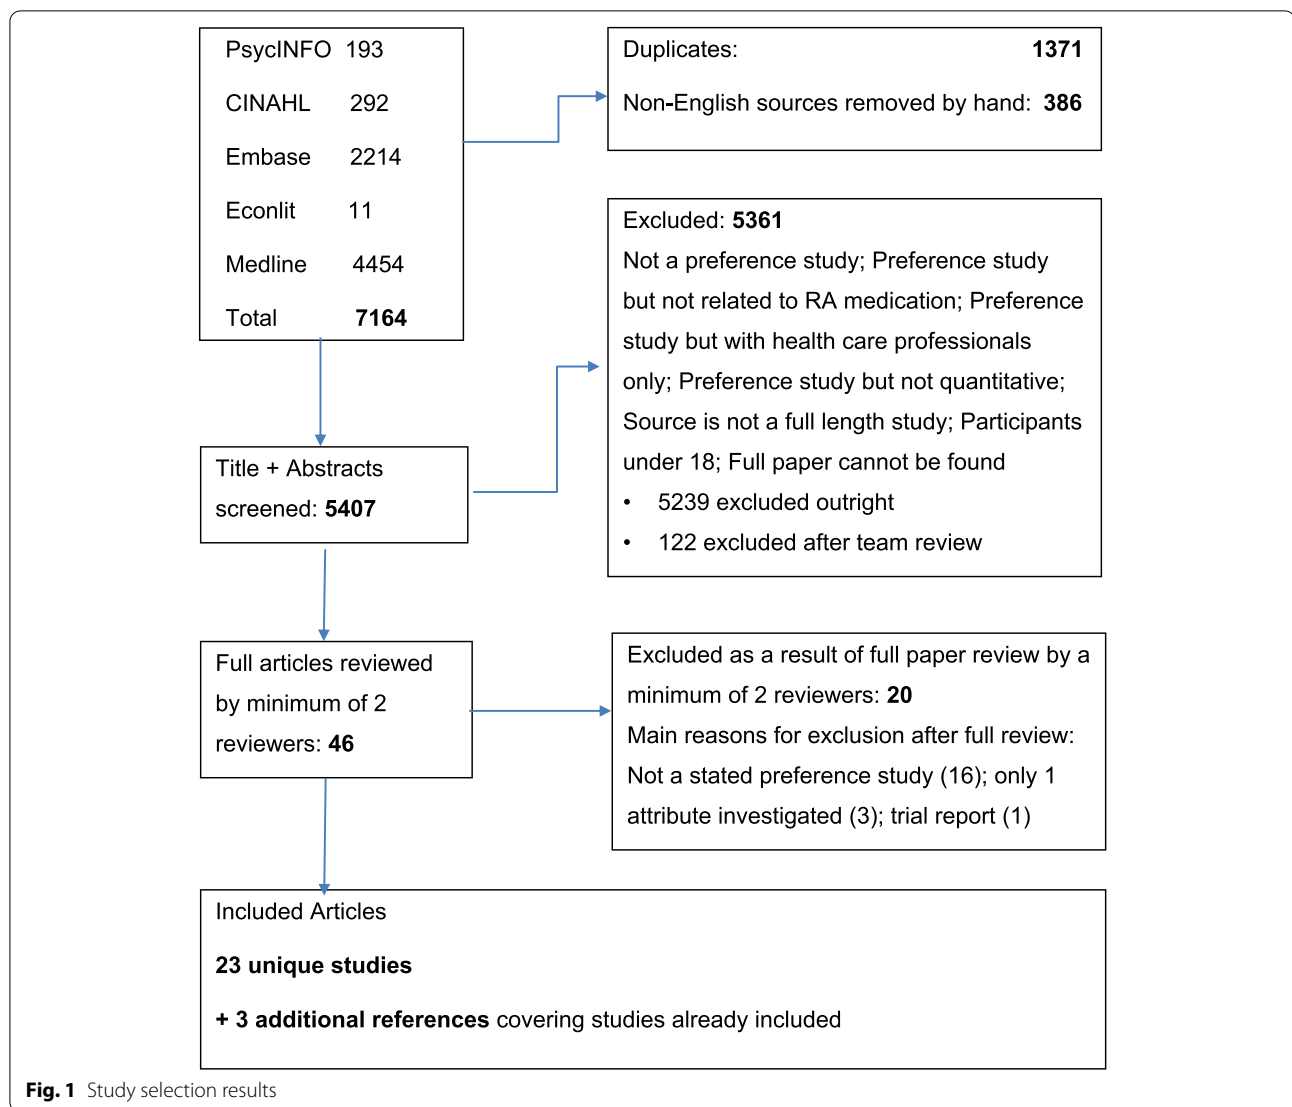 PsycINFO 193
CINAHL 292
Embase 2214
Econlit 11
Medline 4454
Total 7164
Duplicates: 1371
Non-English sources removed by hand: 386
Excluded: 5361
Not a preference study; Preference study
but not related to RA medication; Preference
study but with health care professionals
only; Preference study but not quantitative;
Source is not a full length study; Participants
under 18; Full paper cannot be found
• 5239 excluded outright
• 122 excluded after team review
Title + Abstracts
screened: 5407
Full articles reviewed
by minimum of 2
reviewers: 46
Excluded as a result of full paper review by a
minimum of 2 reviewers: 20
Main reasons for exclusion after full review:
Not a stated preference study (16); only 1
attribute investigated (3); trial report (1)
Included Articles
23 unique studies
+ 3 additional references covering studies already included
Fig. 1 Study selection results